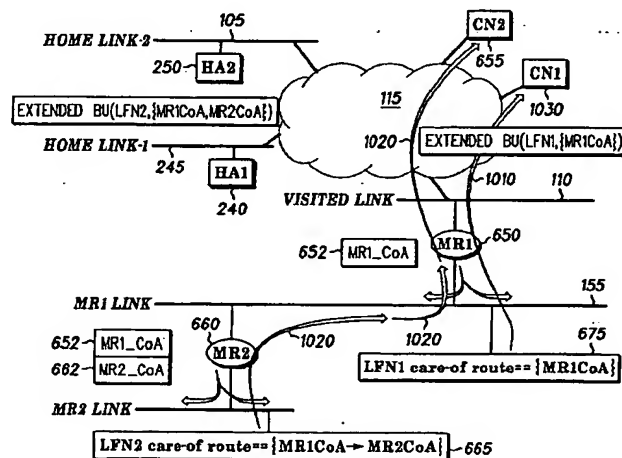 105
CN2
HOME LINK-2
655
250
HA2
CN1
115
1030
EXTENDED BU(LFN2,{MR1CoA,MR2CoA})
1020
EXTENDED BU(LFN1,{MR1CoA})
HOME LINK-1
245
HA1
1010
110
240
VISITED LINK
652
MR1_CoA
MR1
650
MR1 LINK
155
660
652
MR1_CoA
MR2
1020
1020
675
662
MR2_CoA
LFN1 care-of route=={MR1CoA}
MR2 LINK
LFN2 care-of route=={MR1CoA→MR2CoA}
665